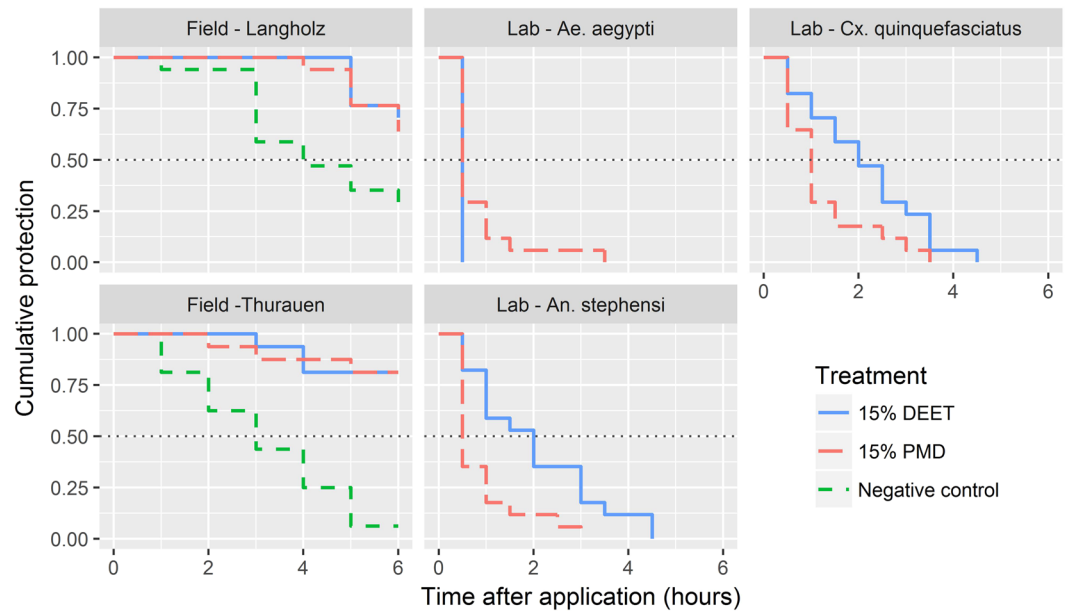 Field - Langholz
Lab - Ae. aegypti
Lab - Cx. quinquefasciatus
1.00
0.75
0.50
0.25
0.00
0 2 4 6
Field -Thurauen
Lab - An. stephensi
1.00
0.75
0.50
0.25
0.00
0 2 4 6
0 2 4 6
Cumulative protection
Time after application (hours)
Treatment
15% DEET
15% PMD
Negative control